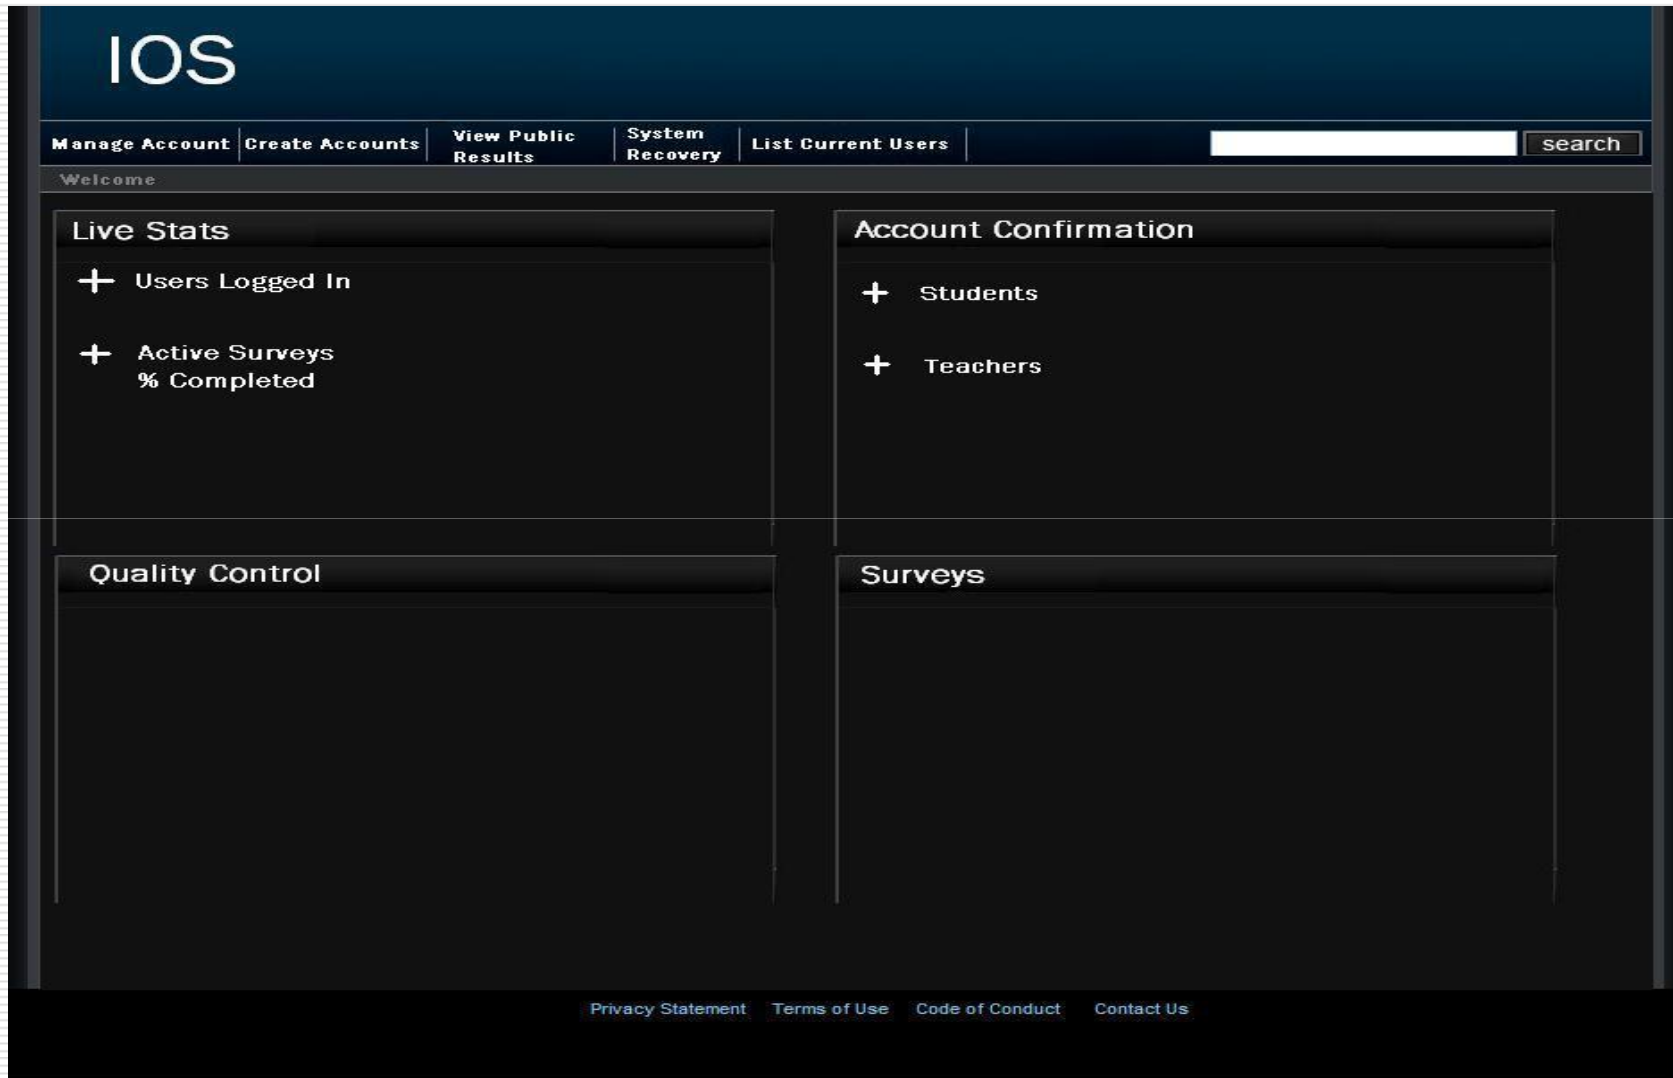 IOS
Manage Account Create Accounts View Public Results System Recovery List Current Users search
Welcome
Live Stats
Users Logged In
Active Surveys
% Completed
Account Confirmation
Students
Teachers
Quality Control
Surveys
Privacy Statement Terms of Use Code of Conduct Contact Us